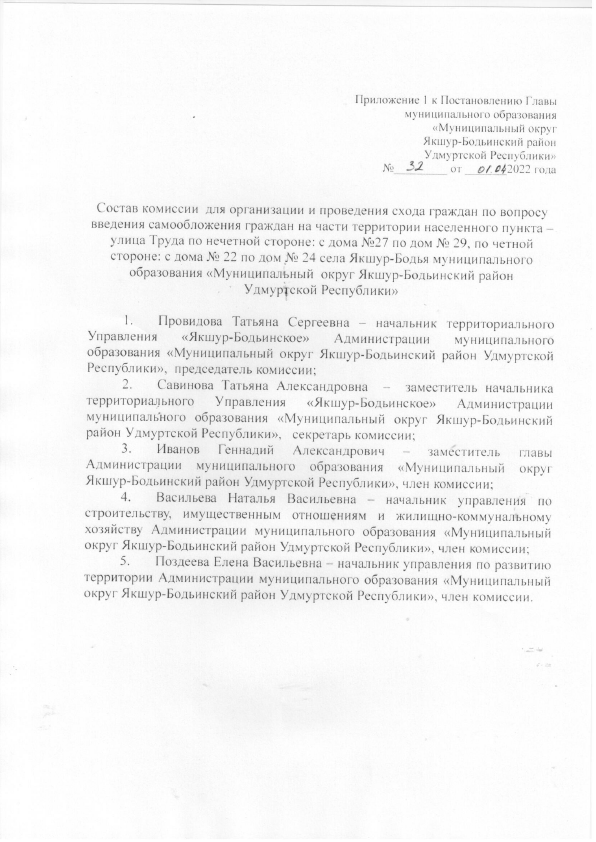 Приложение 1 к Постановлению Главы
муниципального образования
«Муниципальный округ
Якшур-Бодьинский район
Удмуртской Республики»
№ 32 от 01.04.2022 года
Состав комиссии для организации и проведения схода граждан по вопросу
введения самообложения граждан на части территории населенного пункта –
улица Труда по нечетной стороне: с дома №27 по дом № 29, по четной
стороне: с дома № 22 по дом № 24 села Якшур-Бодья муниципального
образования «Муниципальный округ Якшур-Бодьинский район
Удмуртской Республики»
1. Провидова Татьяна Сергеевна – начальник территориального
Управления «Якшур-Бодьинское» Администрации муниципального
образования «Муниципальный округ Якшур-Бодьинский район Удмуртской
Республики», председатель комиссии;
2. Савинова Татьяна Александровна – заместитель начальника
территориального Управления «Якшур-Бодьинское» Администрации
муниципального образования «Муниципальный округ Якшур-Бодьинский
район Удмуртской Республики», секретарь комиссии;
3. Иванов Геннадий Александрович – заместитель главы
Администрации муниципального образования «Муниципальный округ
Якшур-Бодьинский район Удмуртской Республики», член комиссии;
4. Васильева Наталья Васильевна – начальник управления по
строительству, имущественным отношениям и жилищно-коммунальному
хозяйству Администрации муниципального образования «Муниципальный
округ Якшур-Бодьинский район Удмуртской Республики», член комиссии;
5. Поздеева Елена Васильевна – начальник управления по развитию
территории Администрации муниципального образования «Муниципальный
округ Якшур-Бодьинский район Удмуртской Республики», член комиссии.